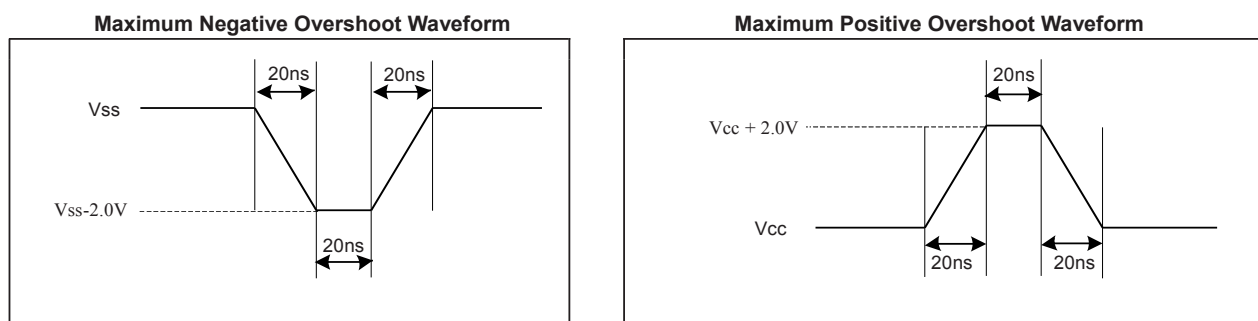 Maximum Negative Overshoot Waveform
20ns
20ns
Vss
Vss-2.0V
20ns
Maximum Positive Overshoot Waveform
20ns
Vcc + 2.0V
Vcc
20ns
20ns